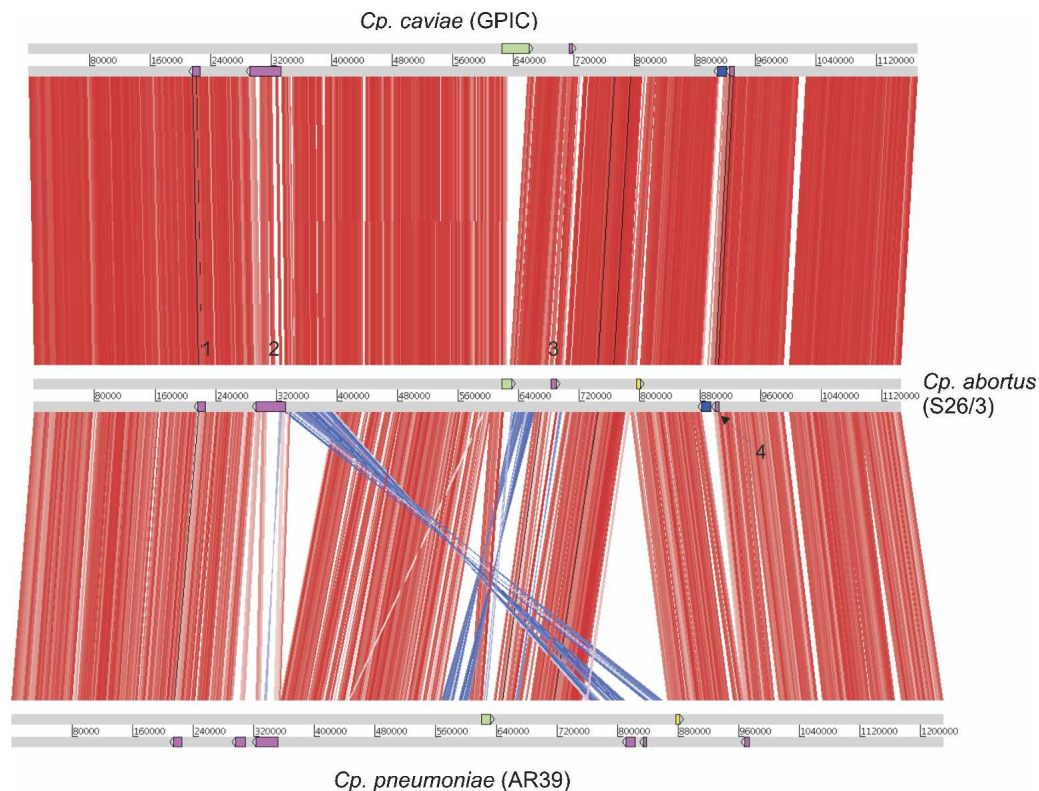 Cp. caviae (GPIC)
80000 160000 240000 320000 400000 480000 560000 640000 720000 800000 880000 960000 1040000 1120000
1 2 3
Cp. abortus
(S26/3)
80000 160000 240000 320000 400000 480000 560000 640000 720000 800000 880000 960000 1040000 1120000
4
80000 160000 240000 320000 400000 480000 560000 640000 720000 800000 880000 960000 1040000 1120000 1200000
Cp. pneumoniae (AR39)